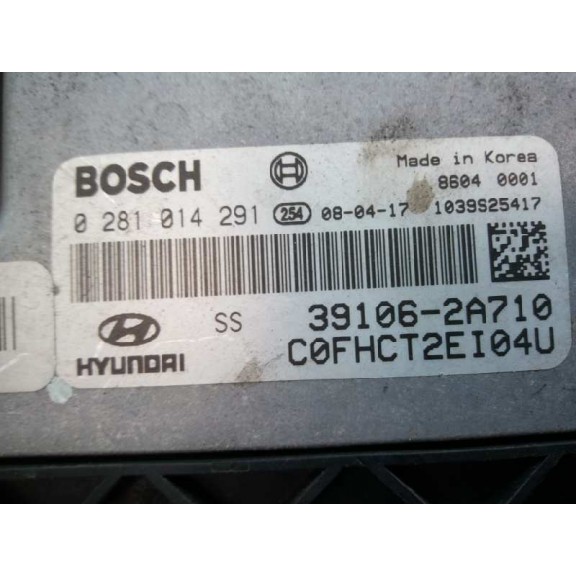 BOSCH Made in Korea
8604 0001
0 281 014 291 254 08-04-17 1039S25417
SS 39106-2A710
HYUNDAI C0FHCT2EI04U